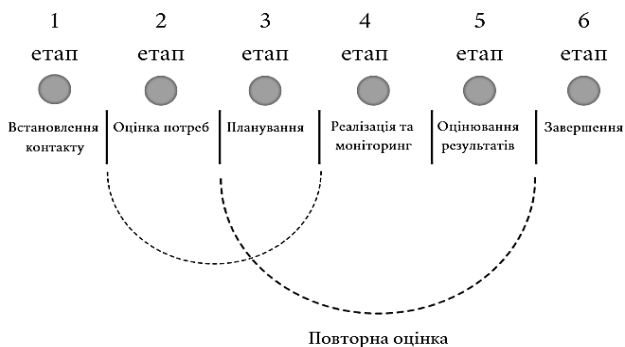 1 2 3 4 5 6
етап етап етап етап етап етап
Встановлення контакту
Оцінка потреб
Планування
Реалізація та моніторинг
Оцінювання результатів
Завершення
Повторна оцінка